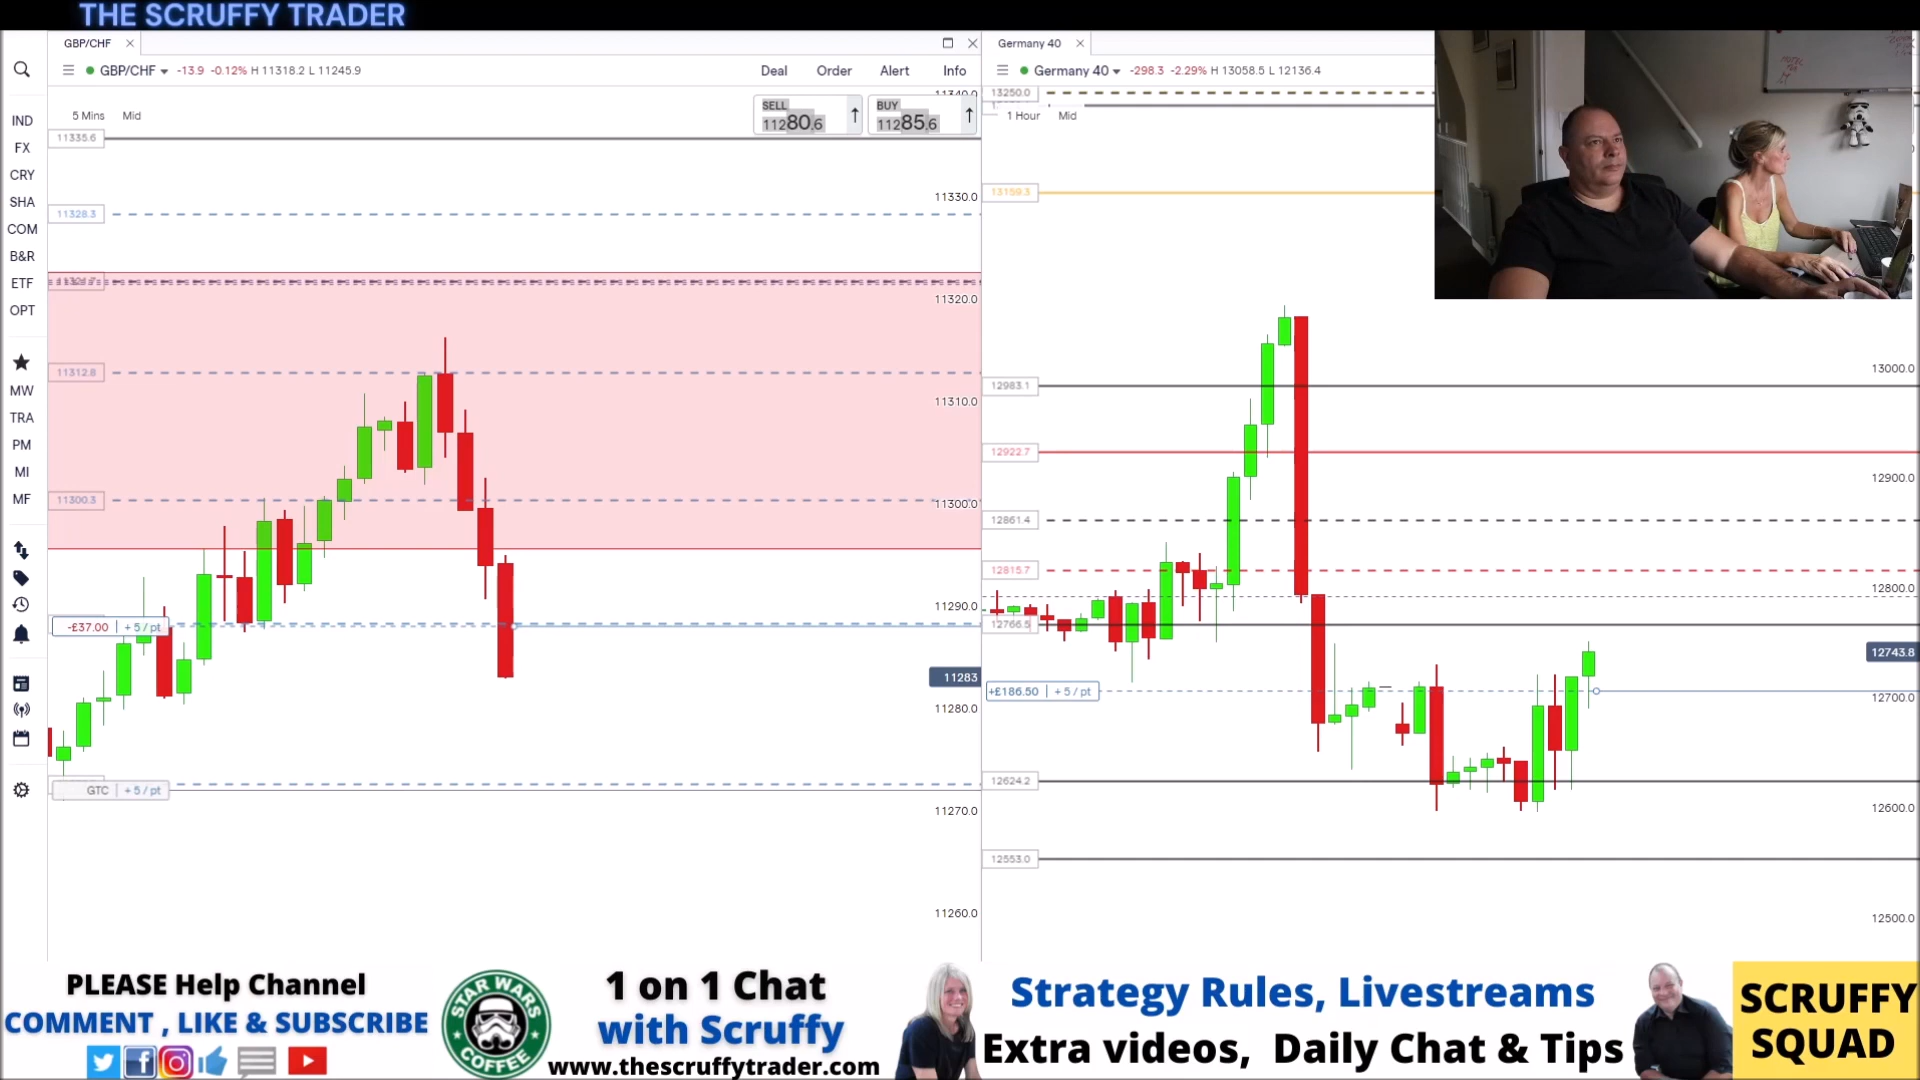 THE SCRUFFY TRADER
GBP/CHF
GBP/CHF -13.9 -0.12% H 11318.2 L 11245.9
Deal Order Alert Info
5 Mins Mid
SELL
11280.6
BUY
11285.6
IND
FX
CRY
SHA
COM
B&R
ETF
OPT
MW
TRA
PM
MI
MF
11335.6
11328.3
11312.8
11300.3
-£37.00 +5/pt
GTC +5/pt
11340.0
11330.0
11320.0
11310.0
11300.0
11290.0
11283
11280.0
11270.0
11260.0
Germany 40
Germany 40 -298.3 -2.29% H 13058.5 L 12136.4
13250.0
1 Hour Mid
13159.3
12983.1
12922.7
12861.4
12815.7
12766.5
+£186.50 +5/pt
12624.2
12553.0
13000.0
12900.0
12800.0
12743.8
12700.0
12600.0
12500.0
PLEASE Help Channel
COMMENT , LIKE & SUBSCRIBE
STAR WARS
COFFEE
1 on 1 Chat
with Scruffy
www.thescruffytrader.com
Strategy Rules, Livestreams
Extra videos, Daily Chat & Tips
SCRUFFY
SQUAD